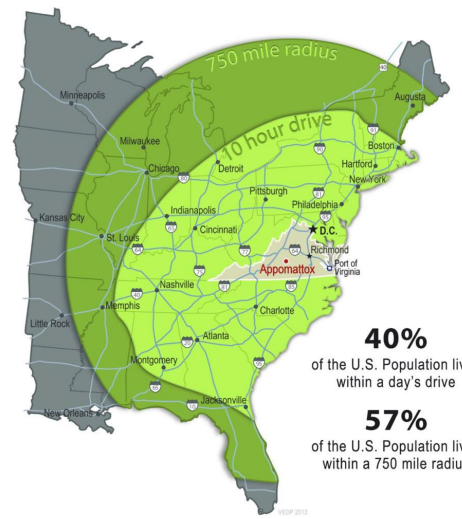 750 mile radius
10 hour drive
Minneapolis
Augusta
Milwaukee
Boston
Chicago
Detroit
Hartford
New York
Pittsburgh
Philadelphia
Indianapolis
Kansas City
Cincinnati
D.C.
St. Louis
Richmond
Port of
Virginia
Appomattox
Nashville
Memphis
Charlotte
Little Rock
Atlanta
Montgomery
Jacksonville
New Orleans
40%
of the U.S. Population liv
within a day's drive
57%
of the U.S. Population liv
within a 750 mile radiu
VEDP 2013